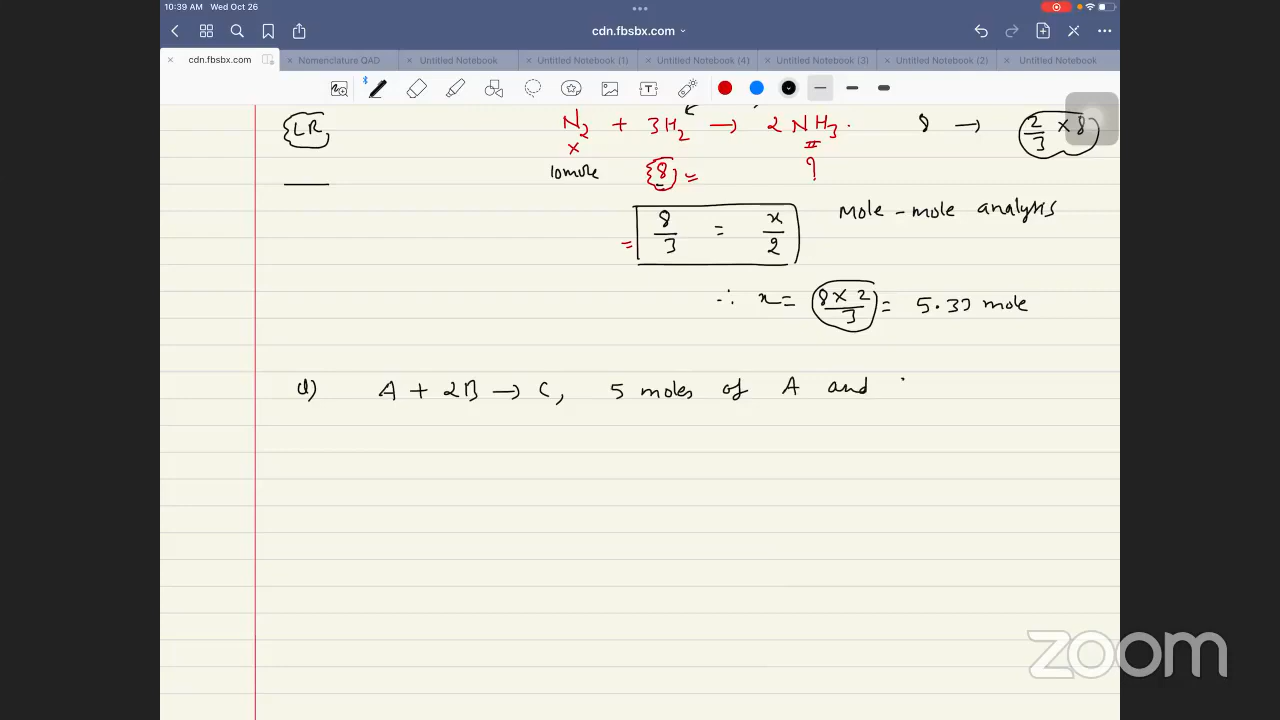 10:39 AM Wed Oct 26
cdn.fbsbx.com
cdn.fbsbx.com Nomenclature QAD Untitled Notebook Untitled Notebook (1) Untitled Notebook (4) Untitled Notebook (3) Untitled Notebook (2) Untitled Notebook
LR N₂ + 3H₂ → 2NH₃. 8 → 2/3 × 8
x
10mole 8 = ?
= 8/3 = x/2 Mole - mole analysis
∴ x = 8 × 2/3 = 5.33 mole
Q) A + 2B → C, 5 moles of A and
zoom